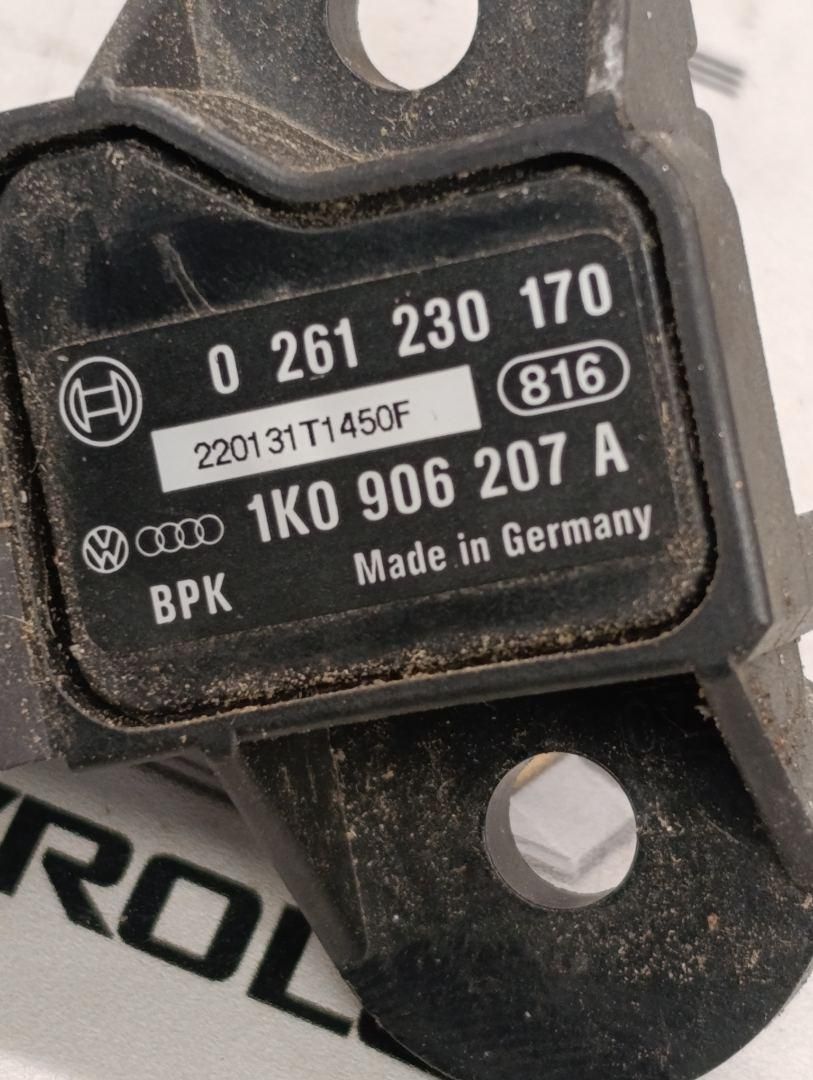 0 261 230 170
816
220131T1450F
1K0 906 207 A
Made in Germany
BPK